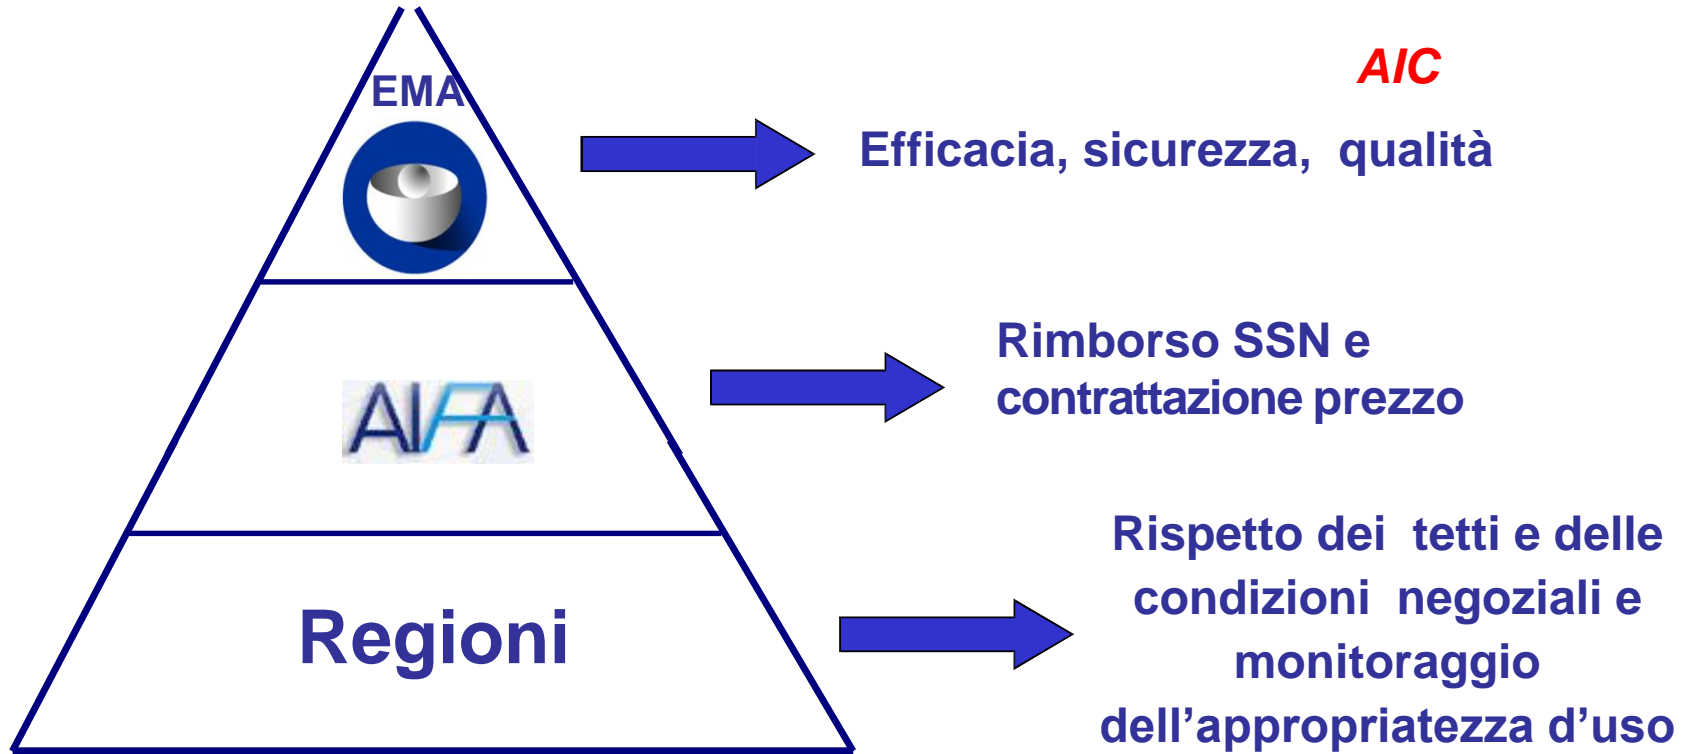 AIC
EMA
Efficacia, sicurezza, qualità
AIFA
Rimborso SSN e
contrattazione prezzo
Regioni
Rispetto dei tetti e delle
condizioni negoziali e
monitoraggio
dell’appropriatezza d’uso